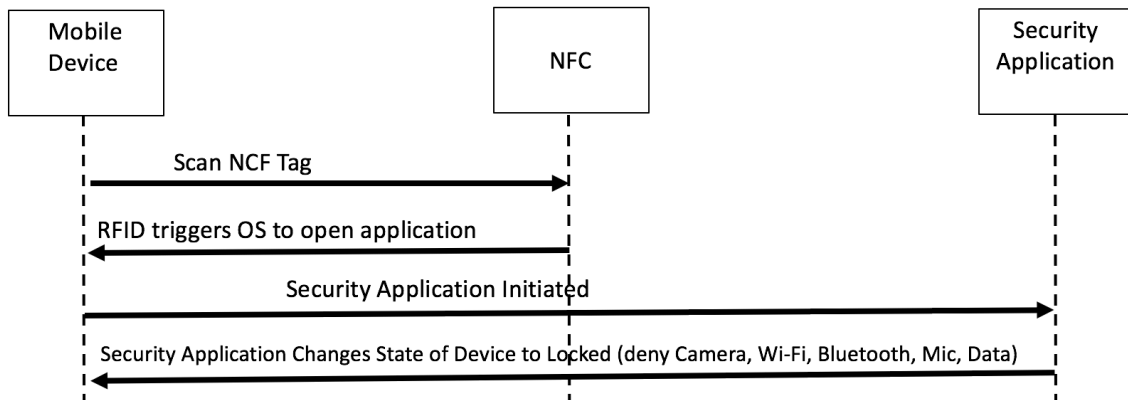 Mobile
Device
NFC
Security
Application
Scan NCF Tag
RFID triggers OS to open application
Security Application Initiated
Security Application Changes State of Device to Locked (deny Camera, Wi-Fi, Bluetooth, Mic, Data)